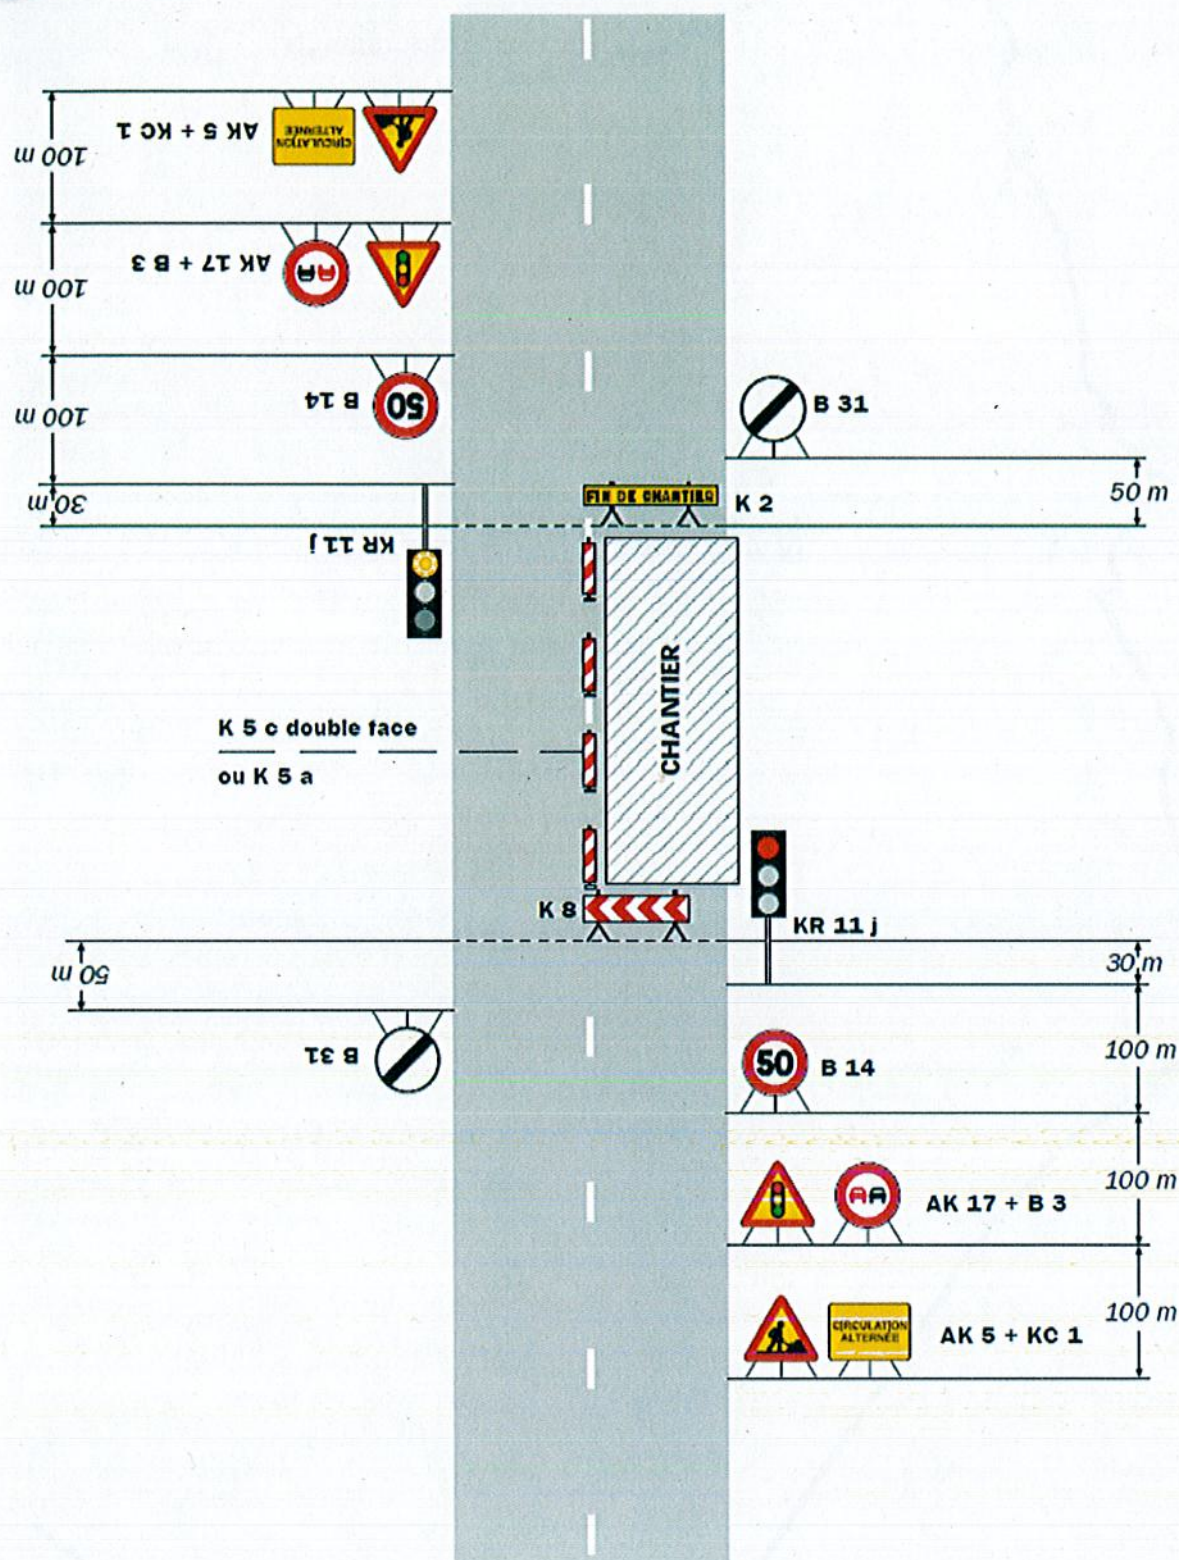 AK 5 + KC 1
CIRCULATION
ALTERNÉE
100 m
AK 17 + B 3
100 m
B 14
50
100 m
B 31
50 m
30 m
FIN DE CHANTIER
K 2
KR 11 j
CHANTIER
K 5 c double face
ou K 5 a
K 8
KR 11 j
30 m
50 m
B 31
50
B 14
100 m
AK 17 + B 3
100 m
CIRCULATION
ALTERNÉE
AK 5 + KC 1
100 m